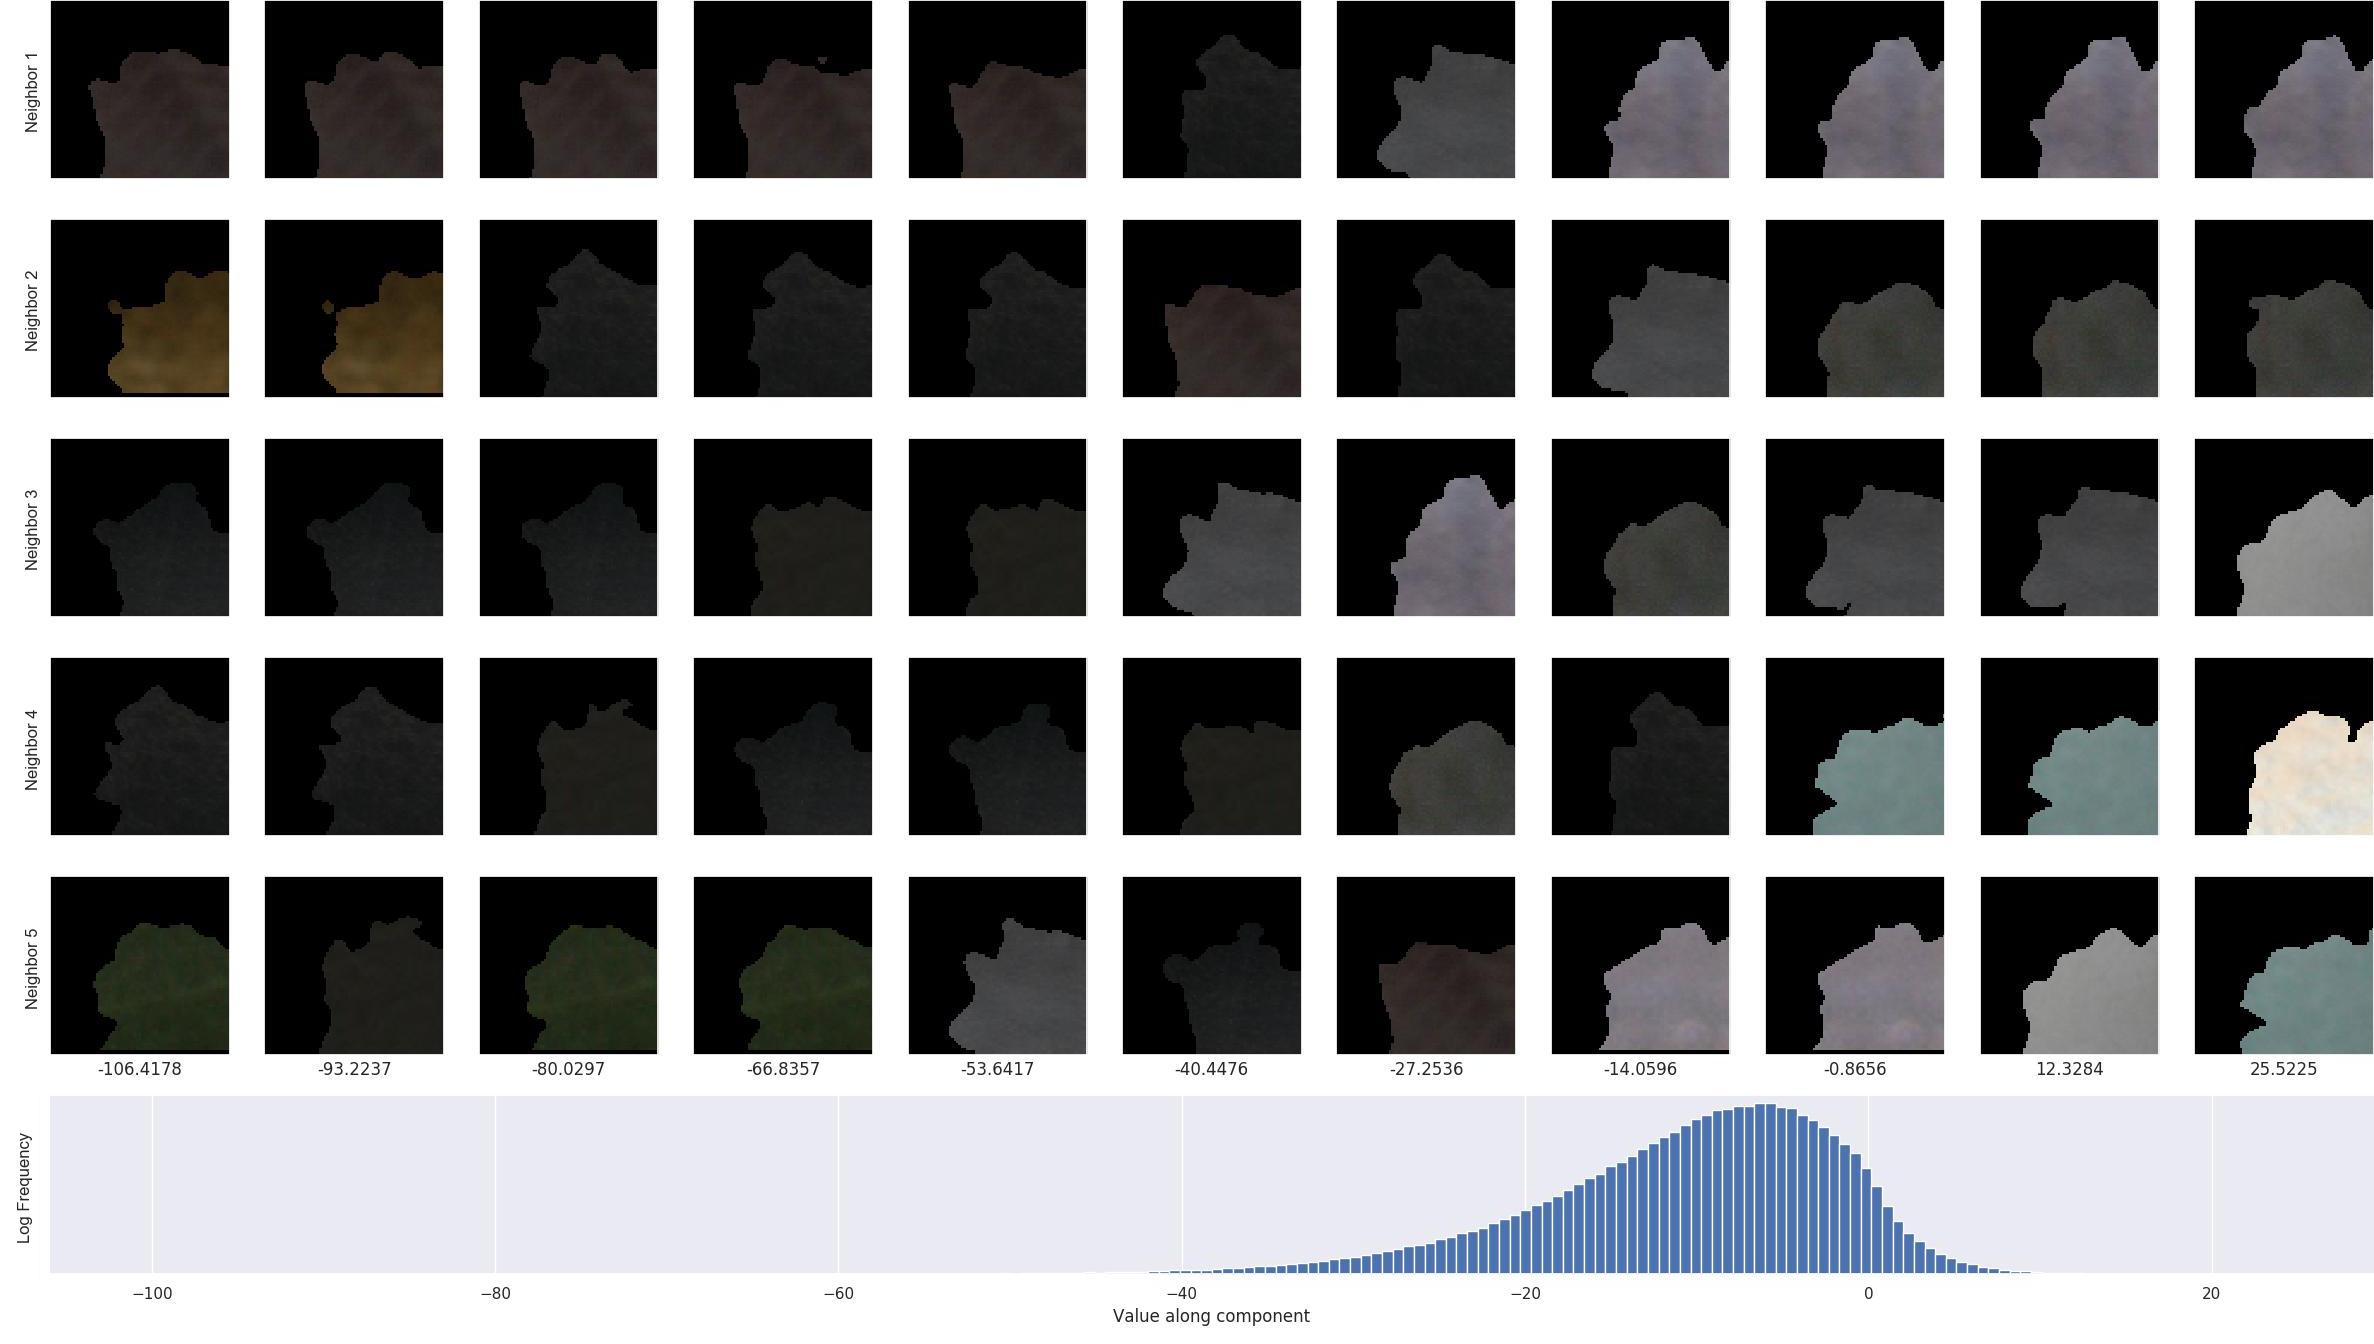 Neighbor 1
Neighbor 2
Neighbor 3
Neighbor 4
Neighbor 5
-106.4178 -93.2237 -80.0297 -66.8357 -53.6417 -40.4476 -27.2536 -14.0596 -0.8656 12.3284 25.5225
Log Frequency
−100 −80 −60 −40 −20 0 20
Value along component